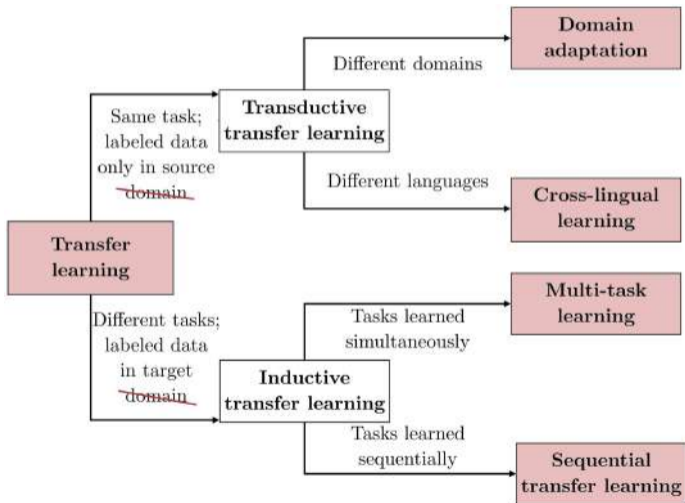 Domain
adaptation
Different domains
Same task;
labeled data
only in source
domain
Transductive
transfer learning
Different languages
Cross-lingual
learning
Transfer
learning
Multi-task
learning
Different tasks;
labeled data
in target
domain
Tasks learned
simultaneously
Inductive
transfer learning
Tasks learned
sequentially
Sequential
transfer learning